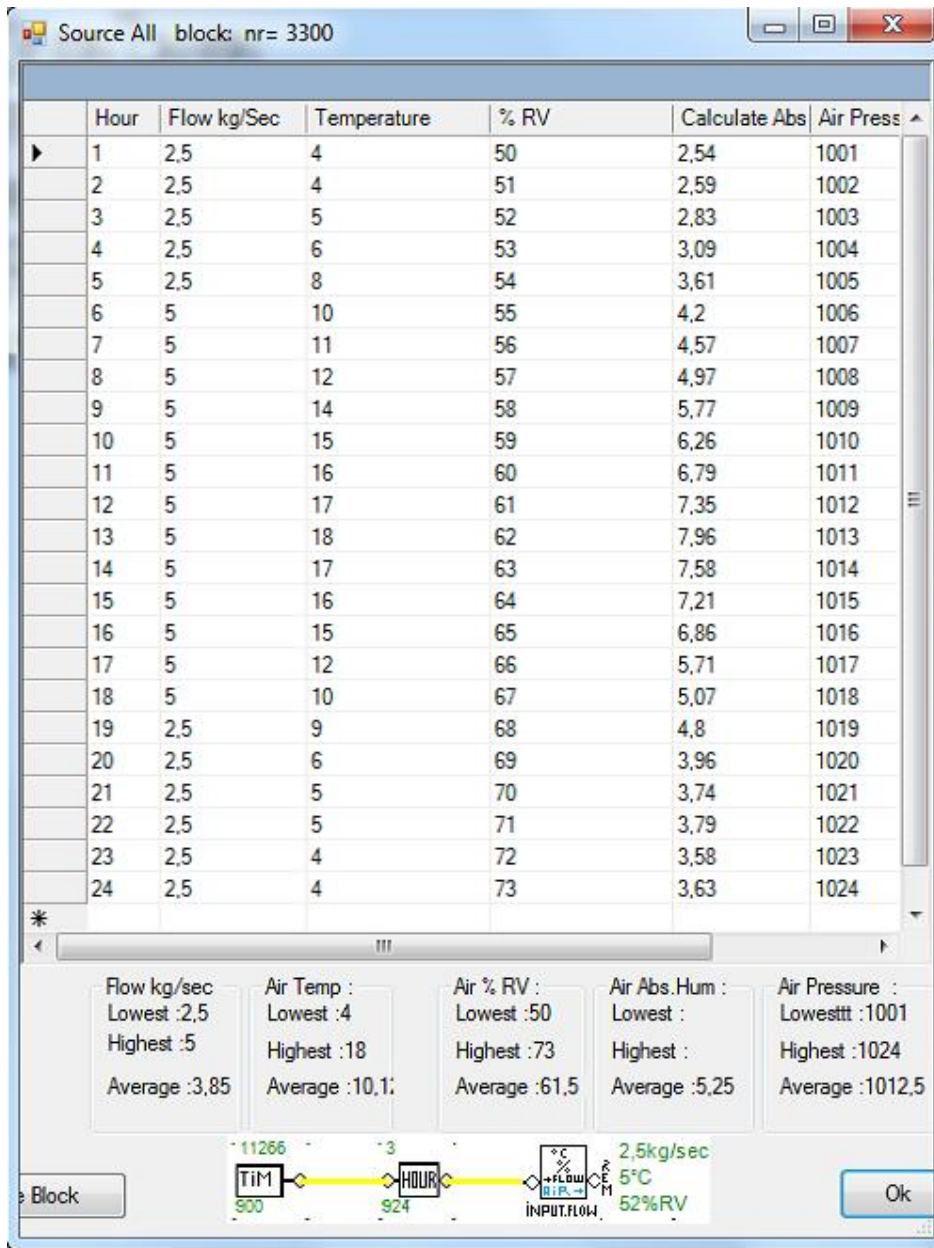 Source All block: nr= 3300
Hour Flow kg/Sec Temperature % RV Calculate Abs Air Press
1 2,5 4 50 2,54 1001
2 2,5 4 51 2,59 1002
3 2,5 5 52 2,83 1003
4 2,5 6 53 3,09 1004
5 2,5 8 54 3,61 1005
6 5 10 55 4,2 1006
7 5 11 56 4,57 1007
8 5 12 57 4,97 1008
9 5 14 58 5,77 1009
10 5 15 59 6,26 1010
11 5 16 60 6,79 1011
12 5 17 61 7,35 1012
13 5 18 62 7,96 1013
14 5 17 63 7,58 1014
15 5 16 64 7,21 1015
16 5 15 65 6,86 1016
17 5 12 66 5,71 1017
18 5 10 67 5,07 1018
19 2,5 9 68 4,8 1019
20 2,5 6 69 3,96 1020
21 2,5 5 70 3,74 1021
22 2,5 5 71 3,79 1022
23 2,5 4 72 3,58 1023
24 2,5 4 73 3,63 1024
Flow kg/sec Air Temp : Air % RV : Air Abs.Hum : Air Pressure :
Lowest :2,5 Lowest :4 Lowest :50 Lowest : Lowesttt :1001
Highest :5 Highest :18 Highest :73 Highest : Highest :1024
Average :3,85 Average :10,12 Average :61,5 Average :5,25 Average :1012,5
11266 3 °C 2,5kg/sec
TiM HOUR % →FLOW AiR→ REM 5°C
900 924 iNPUT.FLOW 52%RV
e Block Ok